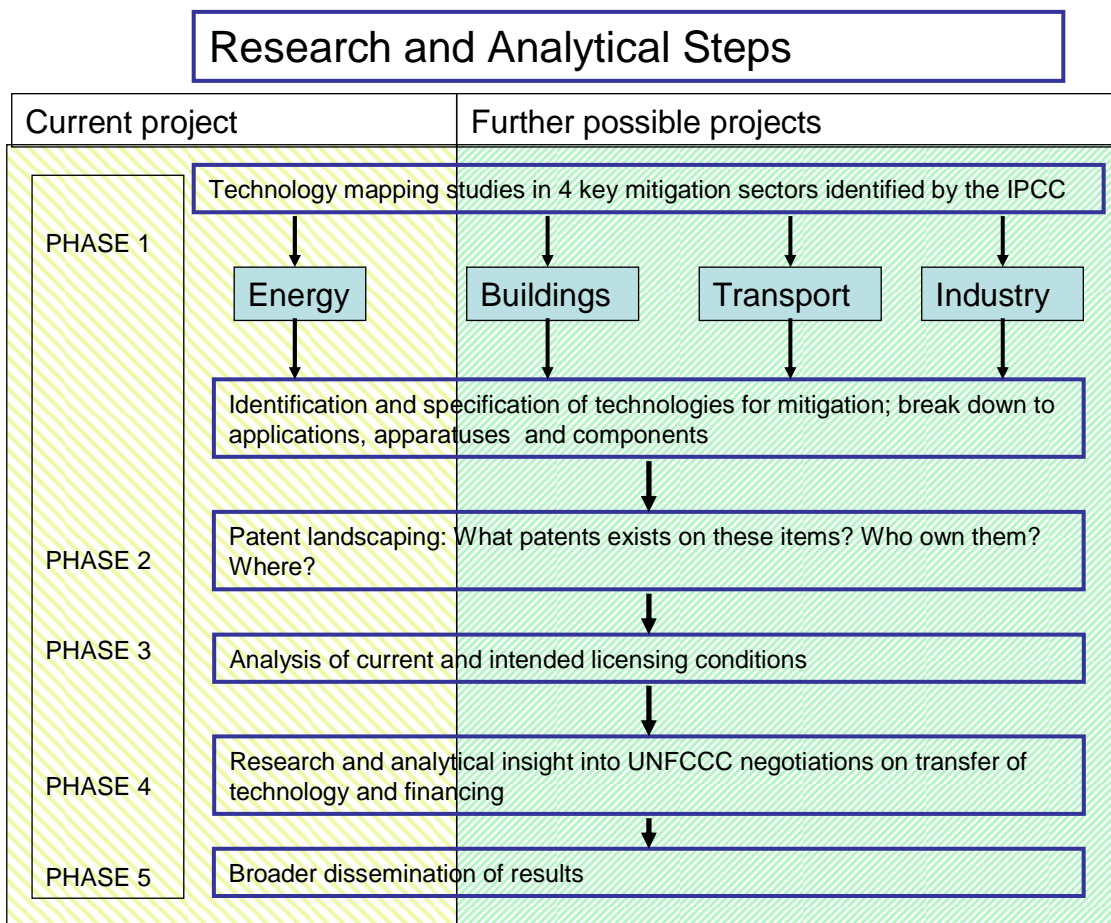 Research and Analytical Steps
Current project
Further possible projects
Technology mapping studies in 4 key mitigation sectors identified by the IPCC
PHASE 1
Energy
Buildings
Transport
Industry
Identification and specification of technologies for mitigation; break down to
applications, apparatuses and components
Patent landscaping: What patents exists on these items? Who own them?
Where?
PHASE 2
PHASE 3
Analysis of current and intended licensing conditions
Research and analytical insight into UNFCCC negotiations on transfer of
technology and financing
PHASE 4
Broader dissemination of results
PHASE 5